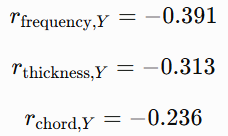 r_frequency,Y = −0.391
r_thickness,Y = −0.313
r_chord,Y = −0.236